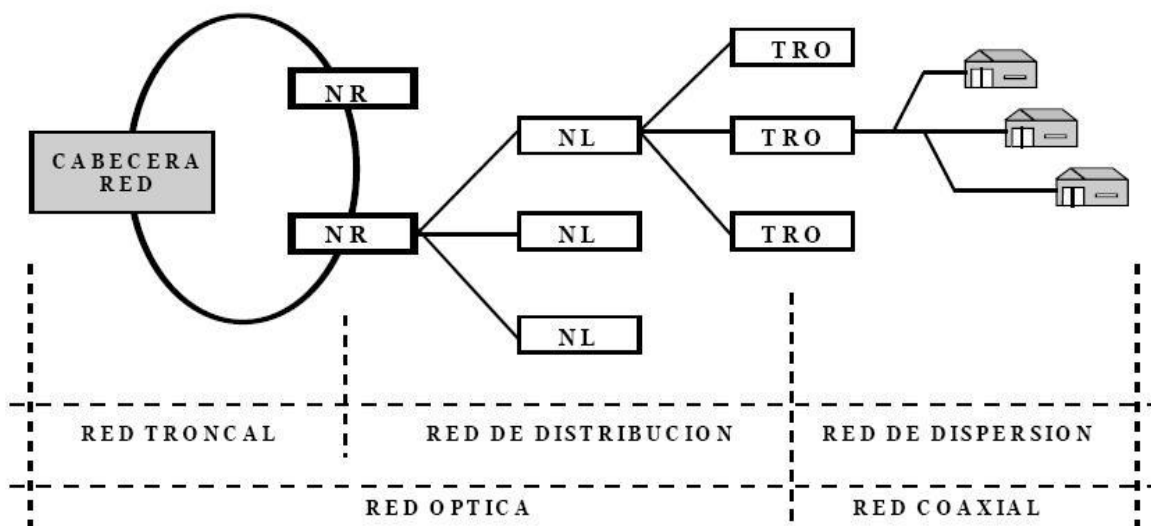 CABECERA
RED
NR
NR
NL
NL
NL
TRO
TRO
TRO
RED TRONCAL
RED DE DISTRIBUCION
RED DE DISPERSION
RED OPTICA
RED COAXIAL